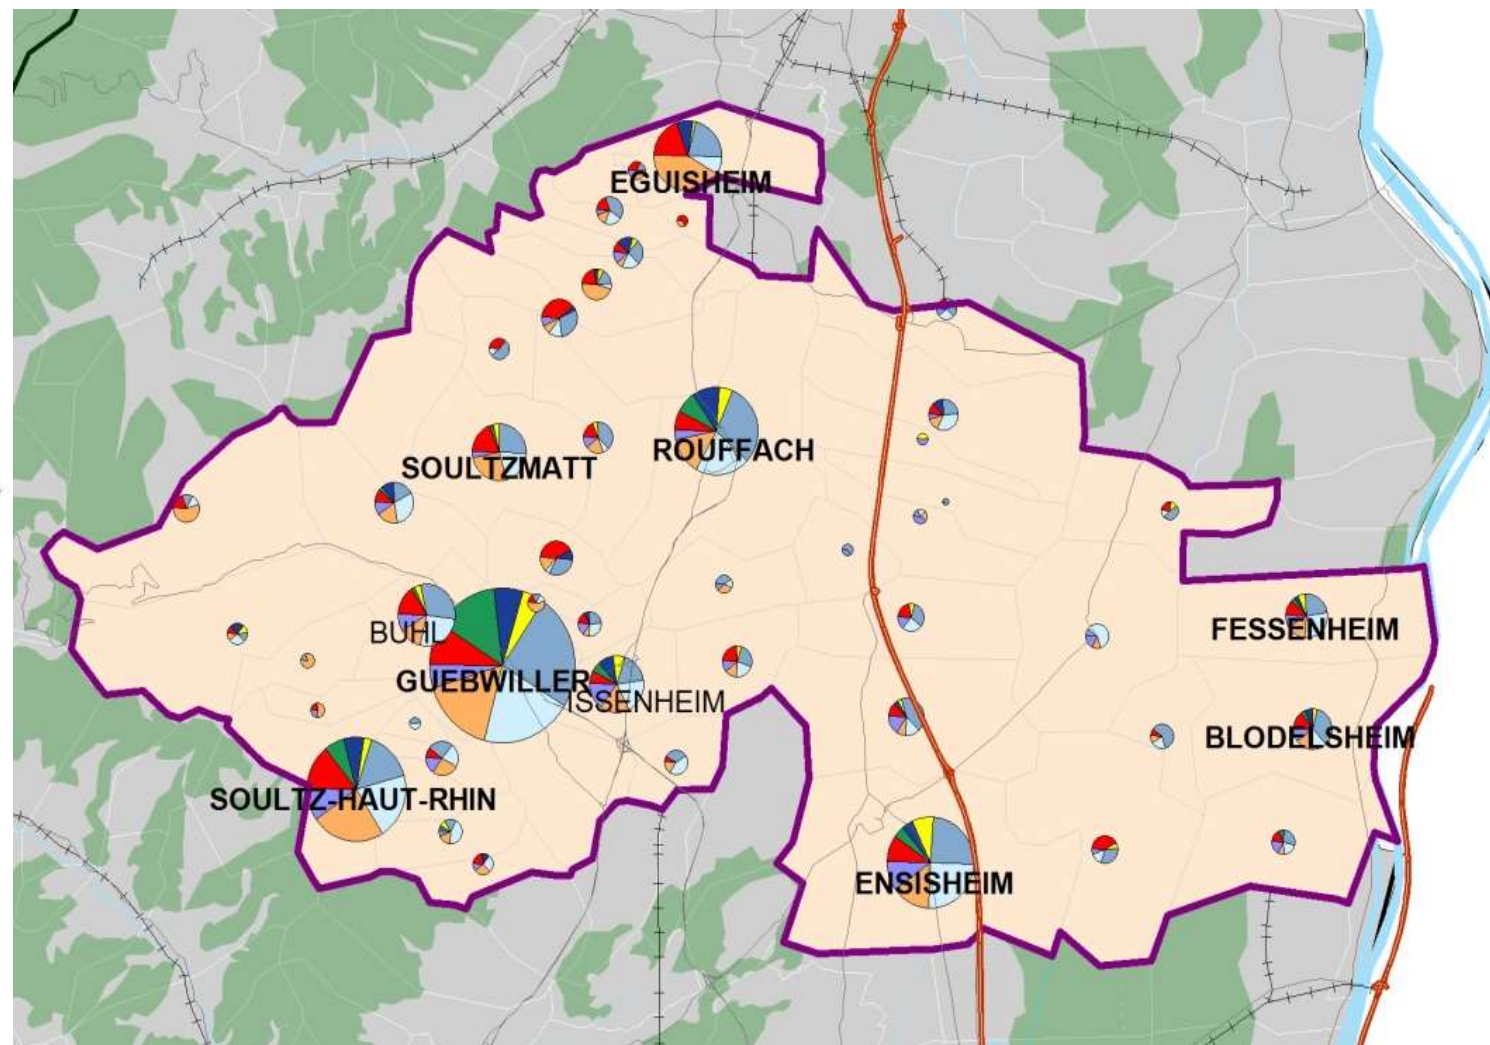 EGUISHEIM
SOULTZMATT
ROUFFACH
BUHL
FESSENHEIM
GUEBWILLER
ISSENHEIM
BLODELSHEIM
SOULTZ-HAUT-RHIN
ENSISHEIM